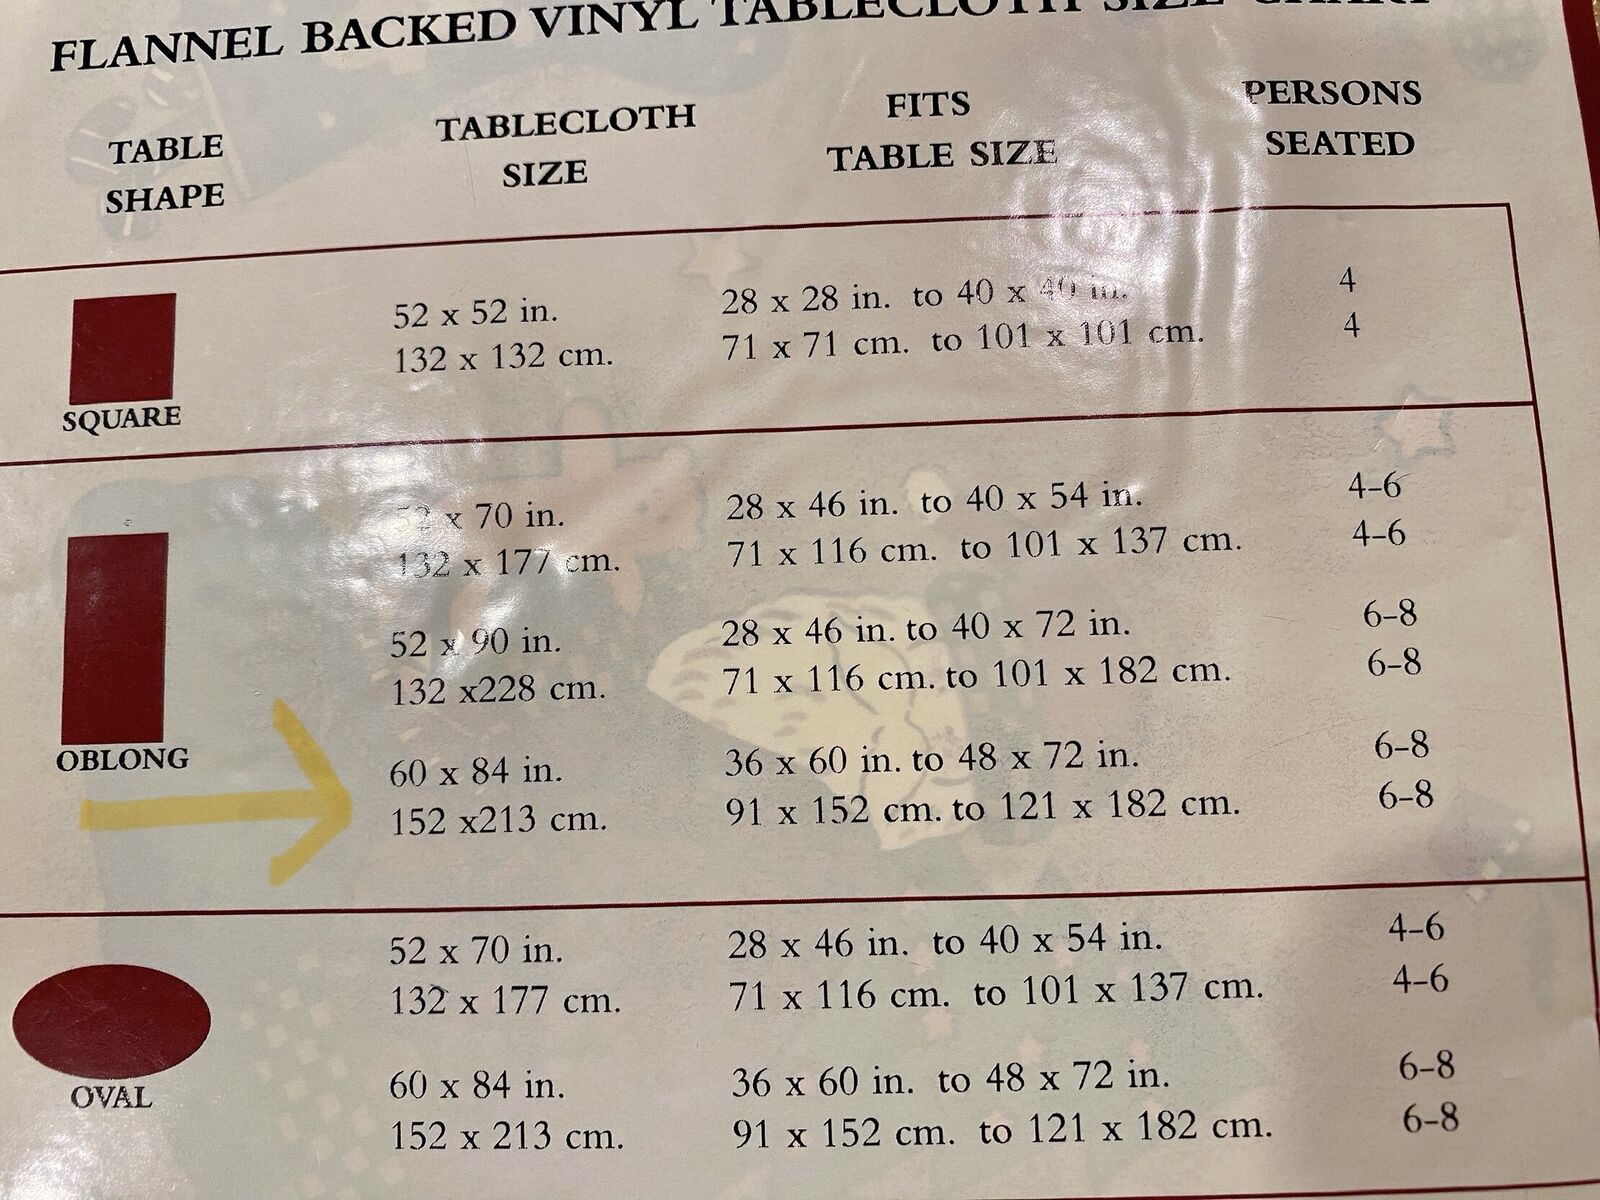 FLANNEL BACKED VINYL TABLECLOTH SIZE CHART
TABLE SHAPE
TABLECLOTH SIZE
FITS TABLE SIZE
PERSONS SEATED
SQUARE
52 x 52 in. 28 x 28 in. to 40 x 40 in. 4
132 x 132 cm. 71 x 71 cm. to 101 x 101 cm. 4
OBLONG
52 x 70 in. 28 x 46 in. to 40 x 54 in. 4-6
132 x 177 cm. 71 x 116 cm. to 101 x 137 cm. 4-6
52 x 90 in. 28 x 46 in. to 40 x 72 in. 6-8
132 x228 cm. 71 x 116 cm. to 101 x 182 cm. 6-8
60 x 84 in. 36 x 60 in. to 48 x 72 in. 6-8
152 x213 cm. 91 x 152 cm. to 121 x 182 cm. 6-8
OVAL
52 x 70 in. 28 x 46 in. to 40 x 54 in. 4-6
132 x 177 cm. 71 x 116 cm. to 101 x 137 cm. 4-6
60 x 84 in. 36 x 60 in. to 48 x 72 in. 6-8
152 x 213 cm. 91 x 152 cm. to 121 x 182 cm. 6-8